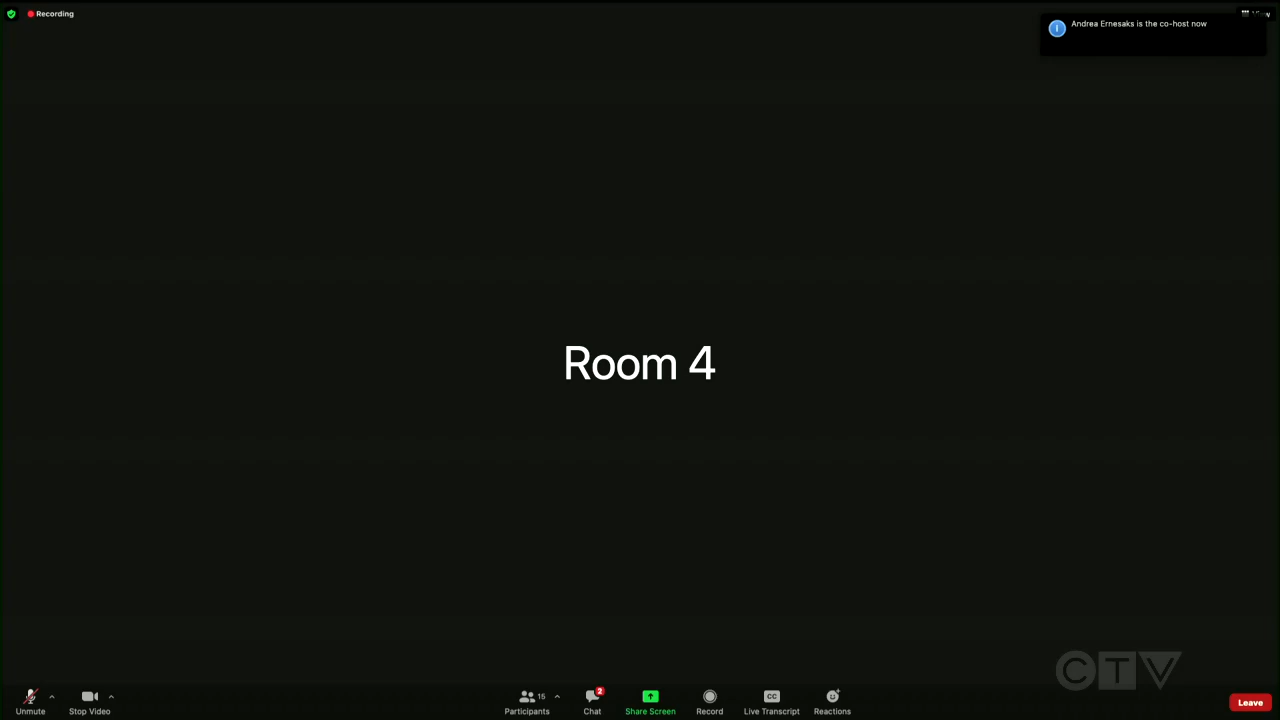 Recording
View
Andrea Ernesaks is the co-host now
Room 4
CTV
Unmute
Stop Video
15
Participants
2
Chat
Share Screen
Record
CC
Live Transcript
Reactions
Leave